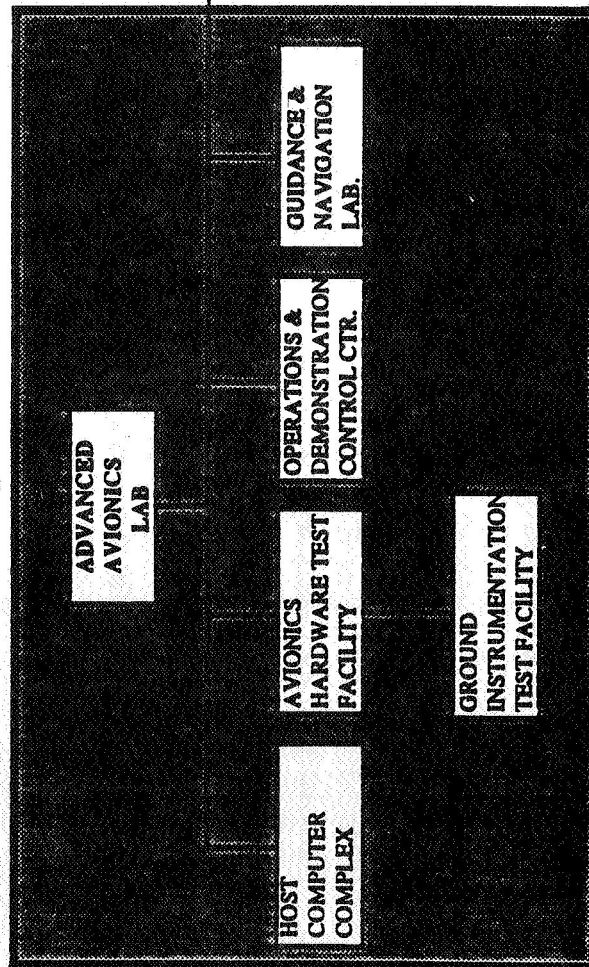 ADVANCED
AVIONICS
LAB
HOST
COMPUTER
COMPLEX
AVIONICS
HARDWARE TEST
FACILITY
OPERATIONS &
DEMONSTRATION
CONTROL CTR.
GUIDANCE &
NAVIGATION
LAB.
GROUND
INSTRUMENTATION
TEST FACILITY